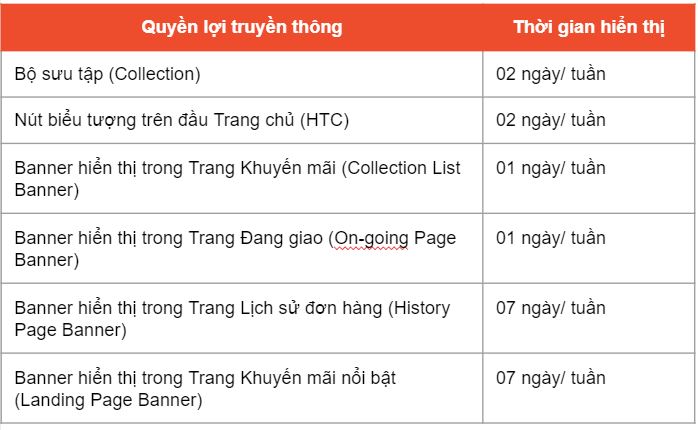 Quyền lợi truyền thông
Thời gian hiển thị
Bộ sưu tập (Collection)
02 ngày/ tuần
Nút biểu tượng trên đầu Trang chủ (HTC)
02 ngày/ tuần
Banner hiển thị trong Trang Khuyến mãi (Collection List
Banner)
01 ngày/ tuần
Banner hiển thị trong Trang Đang giao (On-going Page
Banner)
01 ngày/ tuần
Banner hiển thị trong Trang Lịch sử đơn hàng (History
Page Banner)
07 ngày/ tuần
Banner hiển thị trong Trang Khuyến mãi nổi bật
(Landing Page Banner)
07 ngày/ tuần